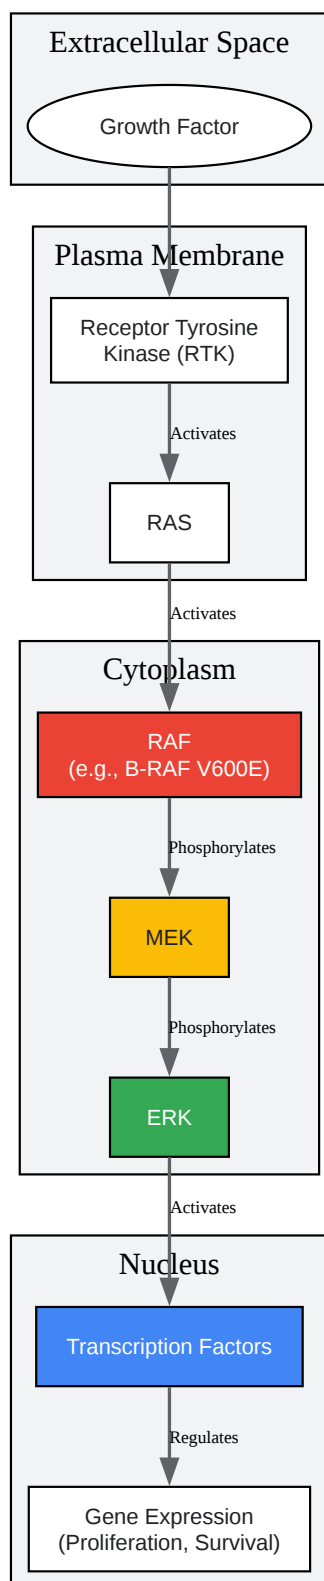 Extracellular Space
Growth Factor
Plasma Membrane
Receptor Tyrosine
Kinase (RTK)
Activates
RAS
Activates
Cytoplasm
RAF
(e.g., B-RAF V600E)
Phosphorylates
MEK
Phosphorylates
ERK
Activates
Nucleus
Transcription Factors
Regulates
Gene Expression
(Proliferation, Survival)